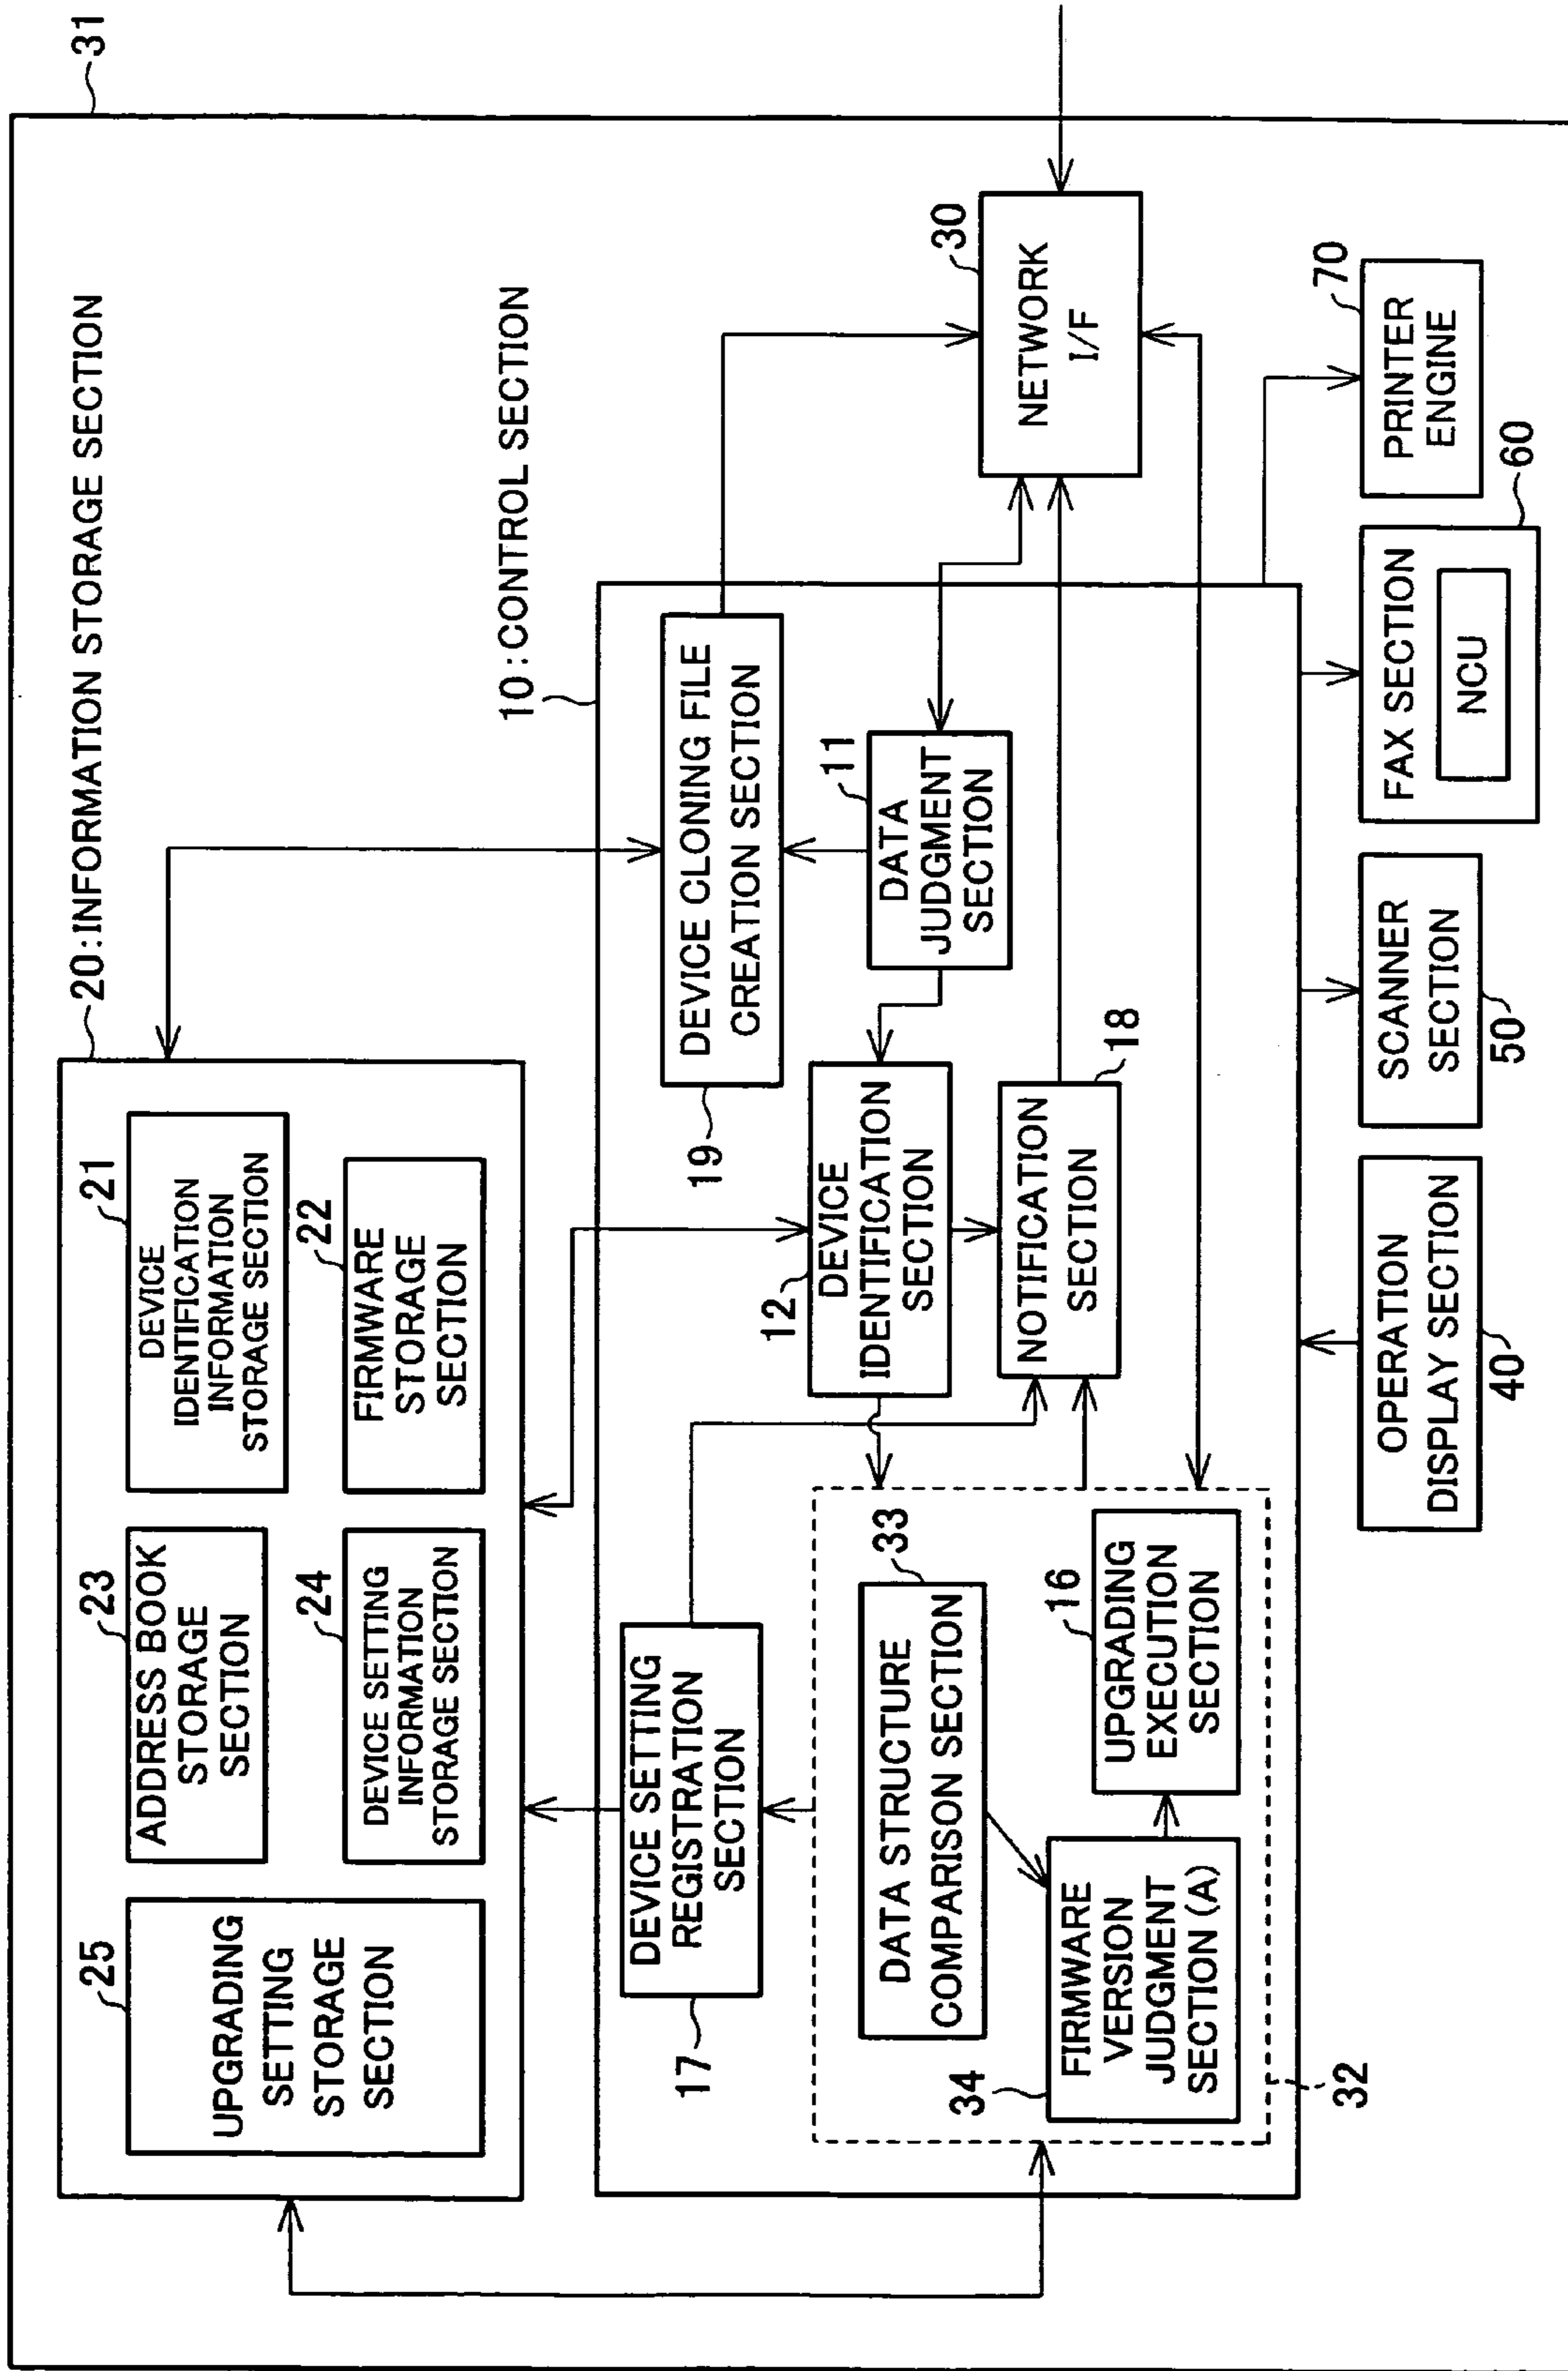 31
20:INFORMATION STORAGE SECTION
25
UPGRADING
SETTING
STORAGE
SECTION
23
ADDRESS BOOK
STORAGE
SECTION
21
DEVICE
IDENTIFICATION
INFORMATION
STORAGE SECTION
24
DEVICE SETTING
INFORMATION
STORAGE SECTION
22
FIRMWARE
STORAGE
SECTION
10:CONTROL SECTION
17
DEVICE SETTING
REGISTRATION
SECTION
19
DEVICE CLONING FILE
CREATION SECTION
33
DATA STRUCTURE
COMPARISON SECTION
34
FIRMWARE
VERSION
JUDGMENT
SECTION (A)
16
UPGRADING
EXECUTION
SECTION
32
12
DEVICE
IDENTIFICATION
SECTION
11
DATA
JUDGMENT
SECTION
18
NOTIFICATION
SECTION
30
NETWORK
I/F
OPERATION
DISPLAY SECTION
40
SCANNER
SECTION
50
FAX SECTION
NCU
60
PRINTER
ENGINE
70